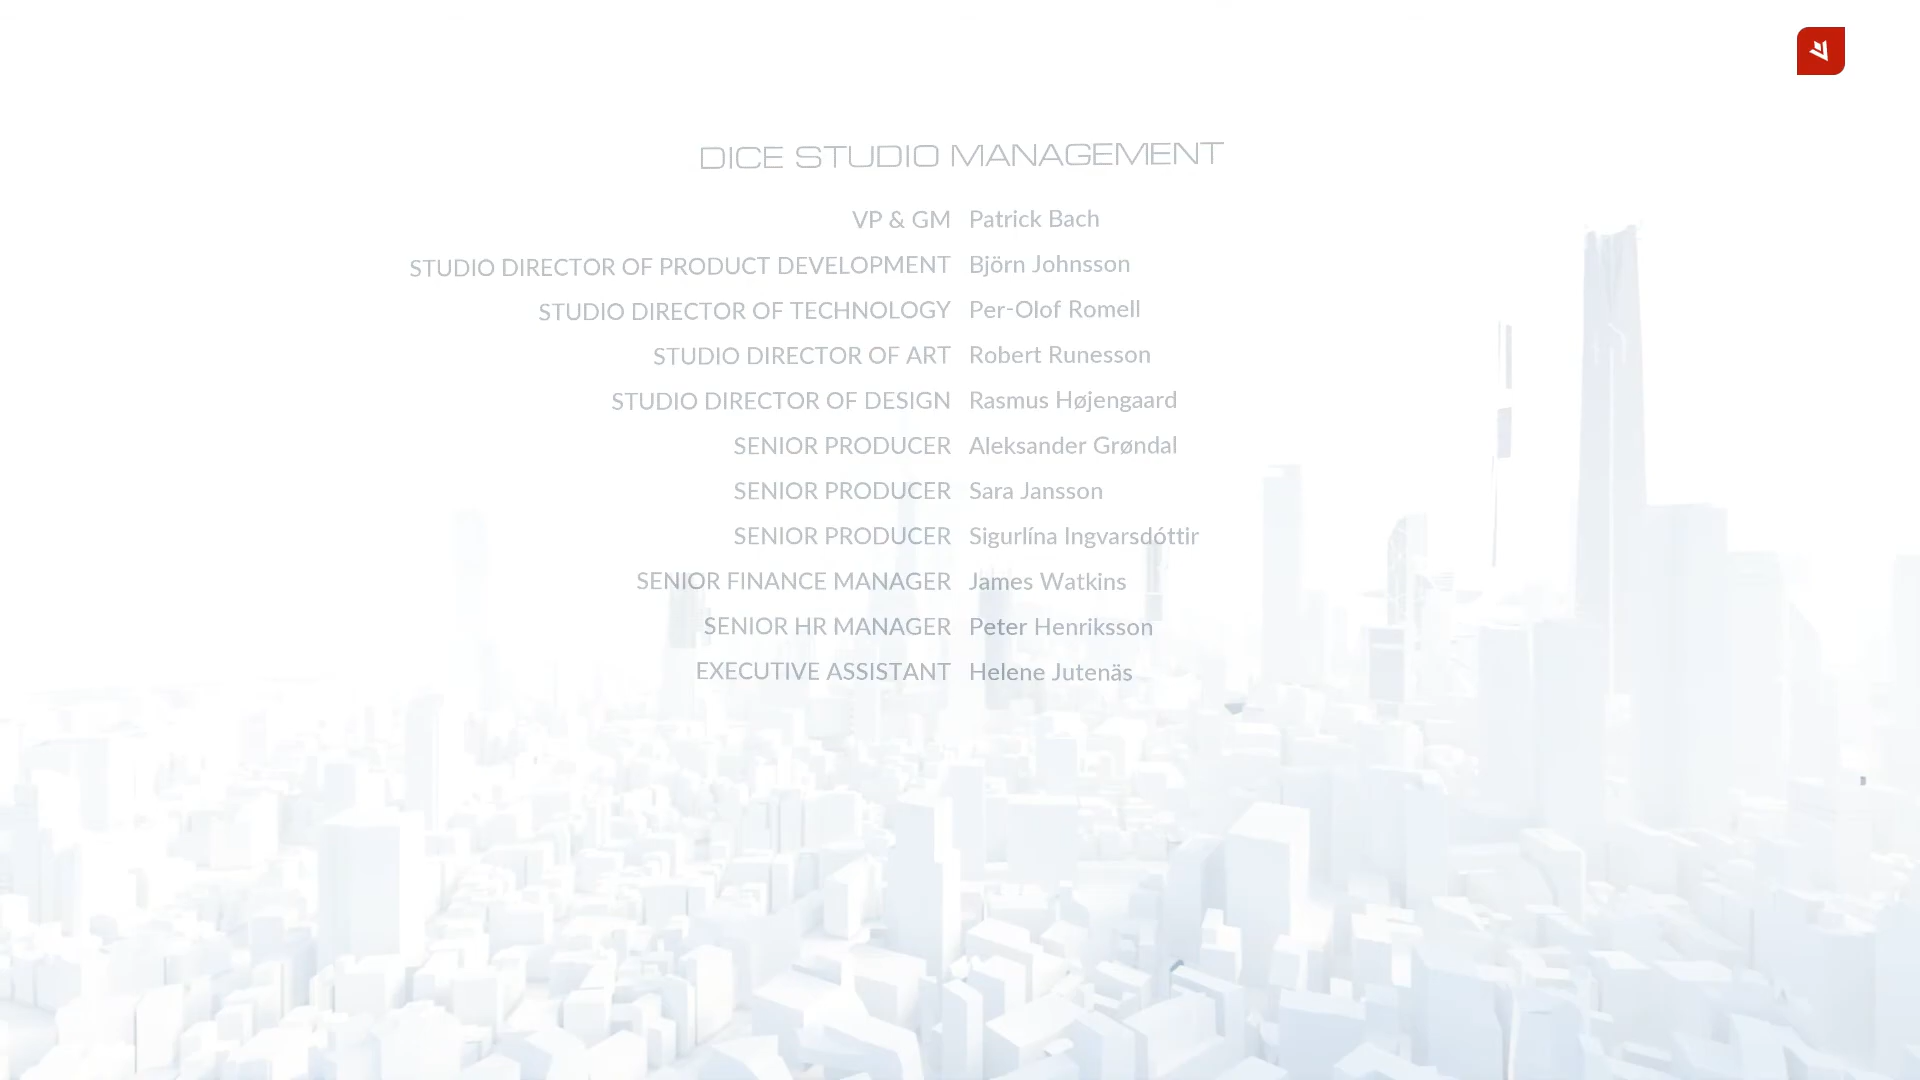 DICE STUDIO MANAGEMENT
VP & GM Patrick Bach
STUDIO DIRECTOR OF PRODUCT DEVELOPMENT Björn Johnsson
STUDIO DIRECTOR OF TECHNOLOGY Per-Olof Romell
STUDIO DIRECTOR OF ART Robert Runesson
STUDIO DIRECTOR OF DESIGN Rasmus Højengaard
SENIOR PRODUCER Aleksander Grøndal
SENIOR PRODUCER Sara Jansson
SENIOR PRODUCER Sigurlína Ingvarsdóttir
SENIOR FINANCE MANAGER James Watkins
SENIOR HR MANAGER Peter Henriksson
EXECUTIVE ASSISTANT Helene Jutenäs